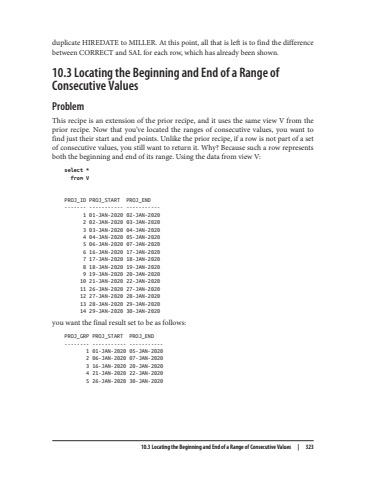 duplicate HIREDATE to MILLER. At this point, all that is left is to find the difference
between CORRECT and SAL for each row, which has already been shown.
10.3 Locating the Beginning and End of a Range of
Consecutive Values
Problem
This recipe is an extension of the prior recipe, and it uses the same view V from the
prior recipe. Now that you’ve located the ranges of consecutive values, you want to
find just their start and end points. Unlike the prior recipe, if a row is not part of a set
of consecutive values, you still want to return it. Why? Because such a row represents
both the beginning and end of its range. Using the data from view V:
select *
from V
PROJ_ID PROJ_START PROJ_END
------- ----------- -----------
1 01-JAN-2020 02-JAN-2020
2 02-JAN-2020 03-JAN-2020
3 03-JAN-2020 04-JAN-2020
4 04-JAN-2020 05-JAN-2020
5 06-JAN-2020 07-JAN-2020
6 16-JAN-2020 17-JAN-2020
7 17-JAN-2020 18-JAN-2020
8 18-JAN-2020 19-JAN-2020
9 19-JAN-2020 20-JAN-2020
10 21-JAN-2020 22-JAN-2020
11 26-JAN-2020 27-JAN-2020
12 27-JAN-2020 28-JAN-2020
13 28-JAN-2020 29-JAN-2020
14 29-JAN-2020 30-JAN-2020
you want the final result set to be as follows:
PROJ_GRP PROJ_START PROJ_END
-------- ----------- -----------
1 01-JAN-2020 05-JAN-2020
2 06-JAN-2020 07-JAN-2020
3 16-JAN-2020 20-JAN-2020
4 21-JAN-2020 22-JAN-2020
5 26-JAN-2020 30-JAN-2020
10.3 Locating the Beginning and End of a Range of Consecutive Values | 323